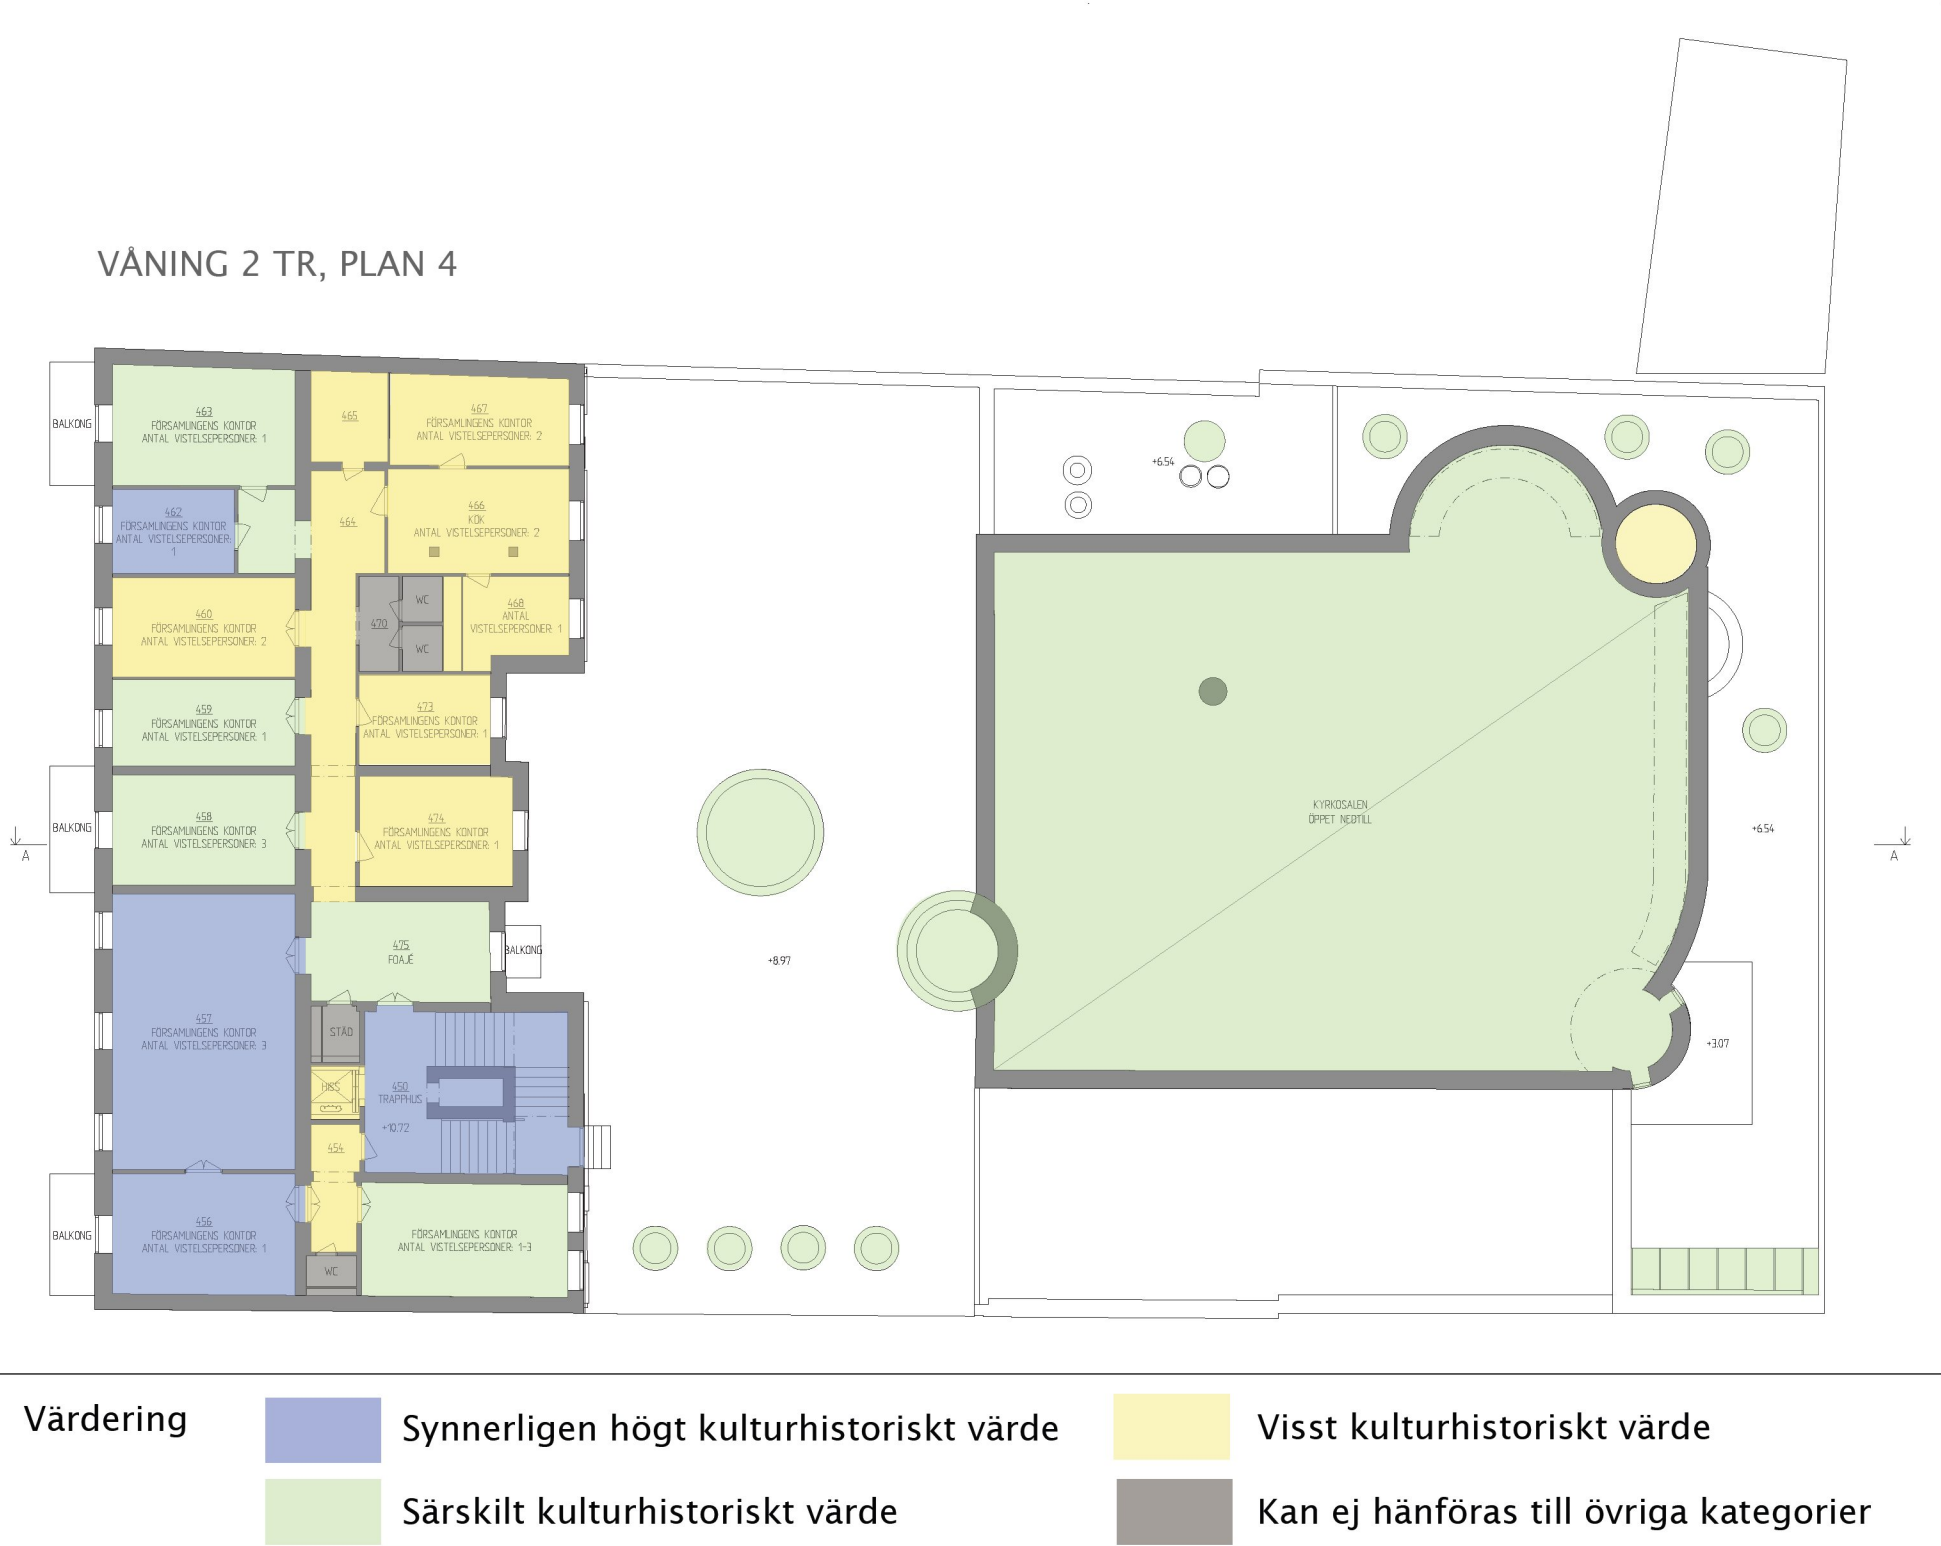 VÅNING 2 TR, PLAN 4
BALKONG
463
FÖRSAMLINGENS KONTOR
ANTAL VISTELSEPERSONER: 1
465
467
FÖRSAMLINGENS KONTOR
ANTAL VISTELSEPERSONER: 2
462
FÖRSAMLINGENS KONTOR
ANTAL VISTELSEPERSONER:
1
464
466
KÖK
ANTAL VISTELSEPERSONER: 2
+6.54
460
FÖRSAMLINGENS KONTOR
ANTAL VISTELSEPERSONER: 2
470
WC
WC
468
ANTAL
VISTELSEPERSONER: 1
459
FÖRSAMLINGENS KONTOR
ANTAL VISTELSEPERSONER: 1
473
FÖRSAMLINGENS KONTOR
ANTAL VISTELSEPERSONER: 1
BALKONG
458
FÖRSAMLINGENS KONTOR
ANTAL VISTELSEPERSONER: 3
474
FÖRSAMLINGENS KONTOR
ANTAL VISTELSEPERSONER: 1
KYRKOSALEN
ÖPPET NEDTILL
+6.54
A
A
475
FOAJÉ
BALKONG
+8.97
457
FÖRSAMLINGENS KONTOR
ANTAL VISTELSEPERSONER: 3
STÄD
HISS
450
TRAPPHUS
+10.72
+3.07
454
BALKONG
456
FÖRSAMLINGENS KONTOR
ANTAL VISTELSEPERSONER: 1
FÖRSAMLINGENS KONTOR
ANTAL VISTELSEPERSONER: 1-3
WC
Värdering
Synnerligen högt kulturhistoriskt värde
Visst kulturhistoriskt värde
Särskilt kulturhistoriskt värde
Kan ej hänföras till övriga kategorier